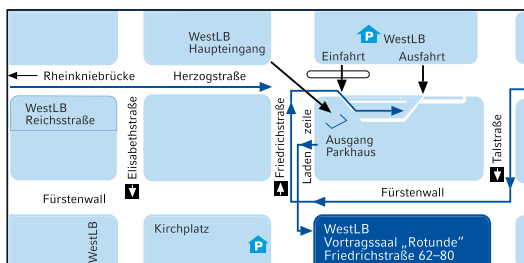 WestLB
Haupteingang
P WestLB
Einfahrt
Ausfahrt
Rheinkniebrücke
Herzogstraße
WestLB
Reichsstraße
Elisabethstraße
Friedrichstraße
Laden
zeile
Ausgang
Parkhaus
Talstraße
Fürstenwall
Fürstenwall
WestLB
Kirchplatz
P
WestLB
Vortragssaal „Rotunde"
Friedrichstraße 62–80